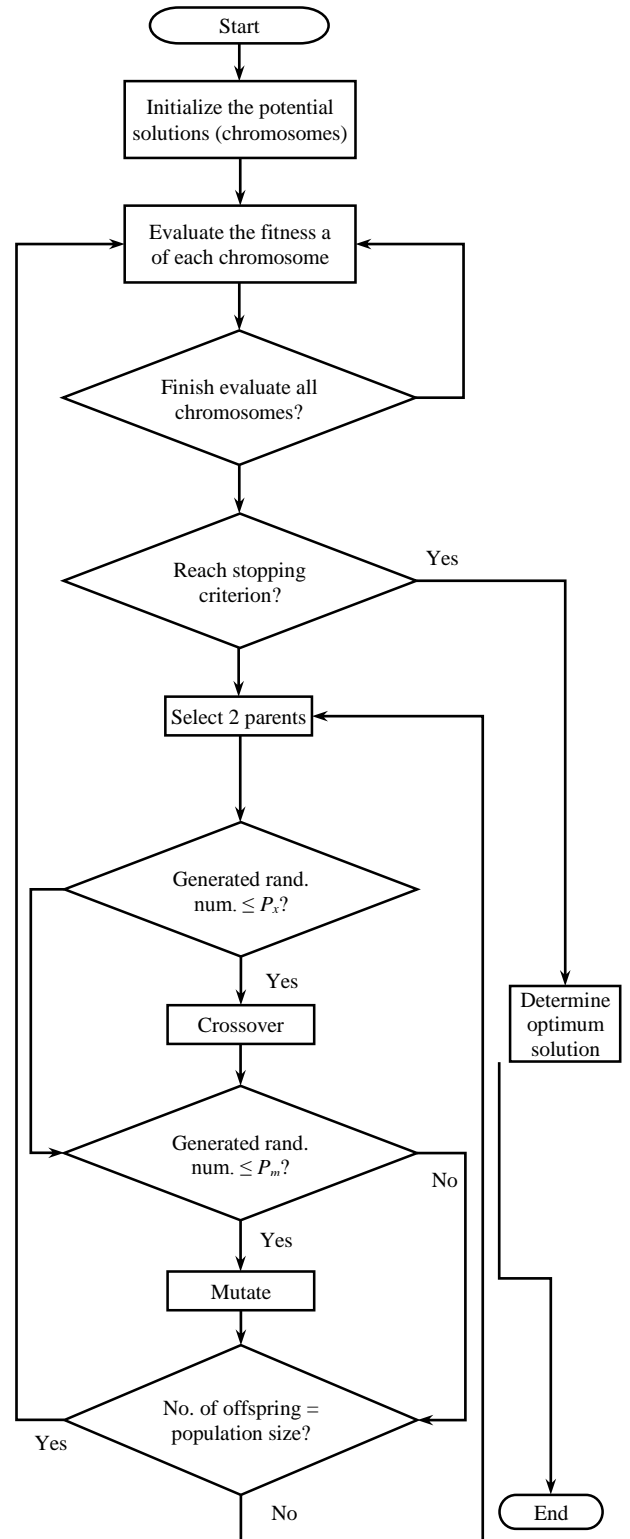 Start
Initialize the potential
solutions (chromosomes)
Evaluate the fitness a
of each chromosome
Finish evaluate all
chromosomes?
Reach stopping
criterion?
Yes
Select 2 parents
Generated rand.
num. ≤ Pₓ?
Yes
Crossover
Determine
optimum
solution
Generated rand.
num. ≤ Pₘ?
No
Yes
Mutate
No. of offspring =
population size?
Yes
No
End